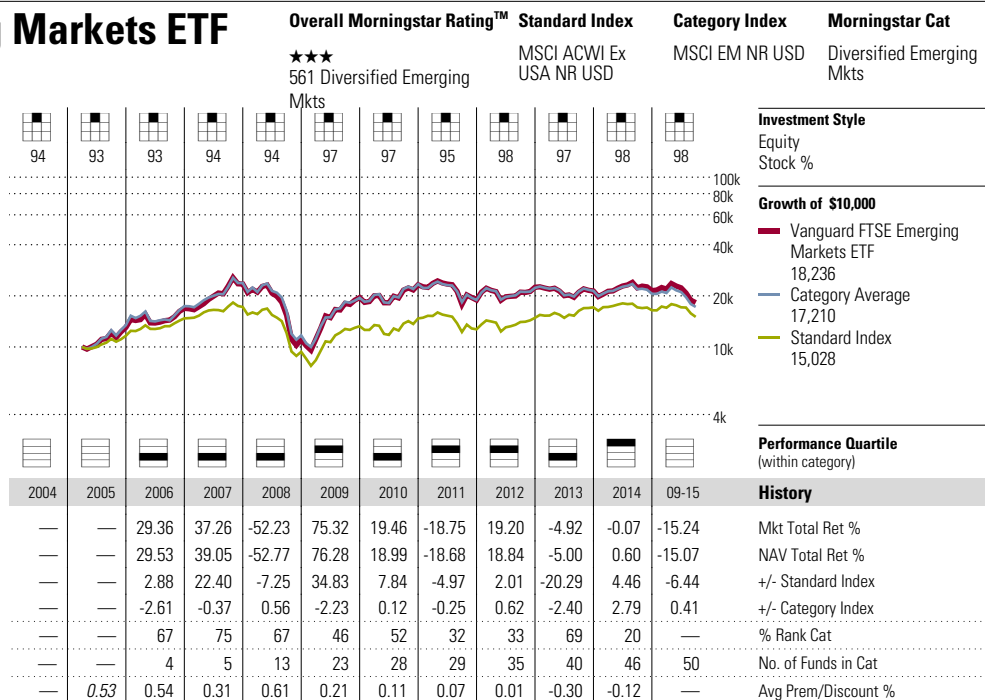 g Markets ETF
Overall Morningstar Rating™ Standard Index Category Index Morningstar Cat
★★★ MSCI ACWI Ex MSCI EM NR USD Diversified Emerging
561 Diversified Emerging USA NR USD Mkts
Mkts
94 93 93 94 94 97 97 95 98 97 98 98
Investment Style
Equity
Stock %
100k
80k
60k
40k
20k
10k
4k
Growth of $10,000
Vanguard FTSE Emerging
Markets ETF
18,236
Category Average
17,210
Standard Index
15,028
Performance Quartile
(within category)
2004 2005 2006 2007 2008 2009 2010 2011 2012 2013 2014 09-15 History
— — 29.36 37.26 -52.23 75.32 19.46 -18.75 19.20 -4.92 -0.07 -15.24 Mkt Total Ret %
— — 29.53 39.05 -52.77 76.28 18.99 -18.68 18.84 -5.00 0.60 -15.07 NAV Total Ret %
— — 2.88 22.40 -7.25 34.83 7.84 -4.97 2.01 -20.29 4.46 -6.44 +/- Standard Index
— — -2.61 -0.37 0.56 -2.23 0.12 -0.25 0.62 -2.40 2.79 0.41 +/- Category Index
— — 67 75 67 46 52 32 33 69 20 — % Rank Cat
— — 4 5 13 23 28 29 35 40 46 50 No. of Funds in Cat
— 0.53 0.54 0.31 0.61 0.21 0.11 0.07 0.01 -0.30 -0.12 — Avg Prem/Discount %